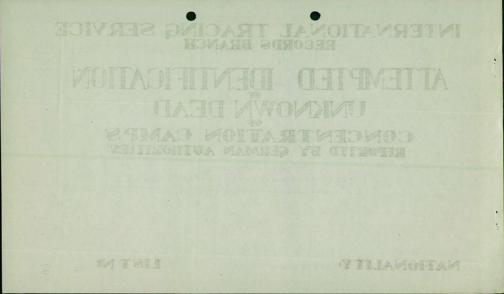 INTERNATIONAL TRACING SERVICE
RECORDS BRANCH
ATTEMPTED IDENTIFICATION
OF
UNKNOWN DEAD
OF
CONCENTRATION CAMPS
REPORTED BY GERMAN AUTHORITIES
NATIONALITY: LIST No